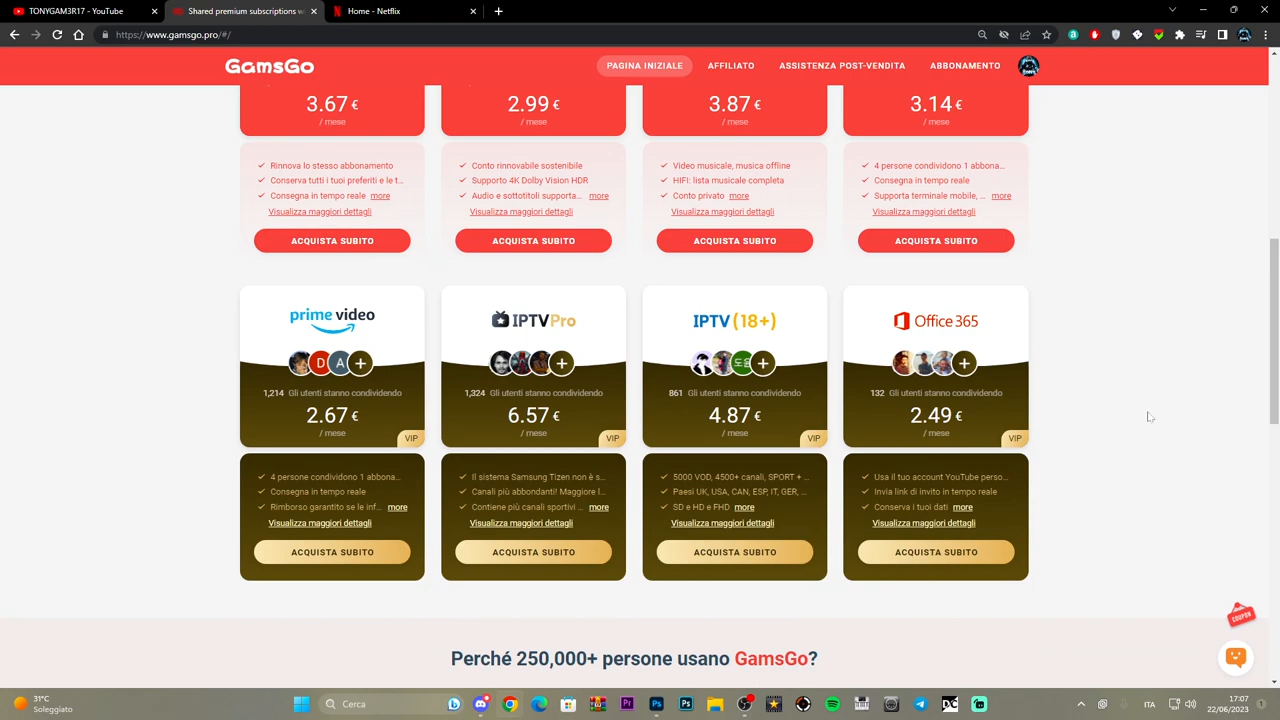 TONYGAM3R17 - YouTube
Shared premium subscriptions w
Home - Netflix
https://www.gamsgo.pro/#/
GamsGo
PAGINA INIZIALE
AFFILIATO
ASSISTENZA POST-VENDITA
ABBONAMENTO
3.67 €
/ mese
2.99 €
/ mese
3.87 €
/ mese
3.14 €
/ mese
Rinnova lo stesso abbonamento
Conserva tutti i tuoi preferiti e le t...
Consegna in tempo reale more
Visualizza maggiori dettagli
ACQUISTA SUBITO
Conto rinnovabile sostenibile
Supporto 4K Dolby Vision HDR
Audio e sottotitoli supporta... more
Visualizza maggiori dettagli
ACQUISTA SUBITO
Video musicale, musica offline
HIFI: lista musicale completa
Conto privato more
Visualizza maggiori dettagli
ACQUISTA SUBITO
4 persone condividono 1 abbona...
Consegna in tempo reale
Supporta terminale mobile, ... more
Visualizza maggiori dettagli
ACQUISTA SUBITO
prime video
D A +
1,214 Gli utenti stanno condividendo
2.67 €
/ mese
VIP
4 persone condividono 1 abbona...
Consegna in tempo reale
Rimborso garantito se le inf... more
Visualizza maggiori dettagli
ACQUISTA SUBITO
IPTVPro
+
1,324 Gli utenti stanno condividendo
6.57 €
/ mese
VIP
Il sistema Samsung Tizen non è s...
Canali più abbondanti! Maggiore l...
Contiene più canali sportivi ... more
Visualizza maggiori dettagli
ACQUISTA SUBITO
IPTV (18+)
도윤 +
861 Gli utenti stanno condividendo
4.87 €
/ mese
VIP
5000 VOD, 4500+ canali, SPORT + ...
Paesi UK, USA, CAN, ESP, IT, GER, ...
SD e HD e FHD more
Visualizza maggiori dettagli
ACQUISTA SUBITO
Office 365
+
132 Gli utenti stanno condividendo
2.49 €
/ mese
VIP
Usa il tuo account YouTube perso...
Invia link di invito in tempo reale
Conserva i tuoi dati more
Visualizza maggiori dettagli
ACQUISTA SUBITO
COUPON
Perché 250,000+ persone usano GamsGo?
31°C
Soleggiato
Cerca
Pr
Ps
Ps
DC
ITA
17:07
22/06/2023
1